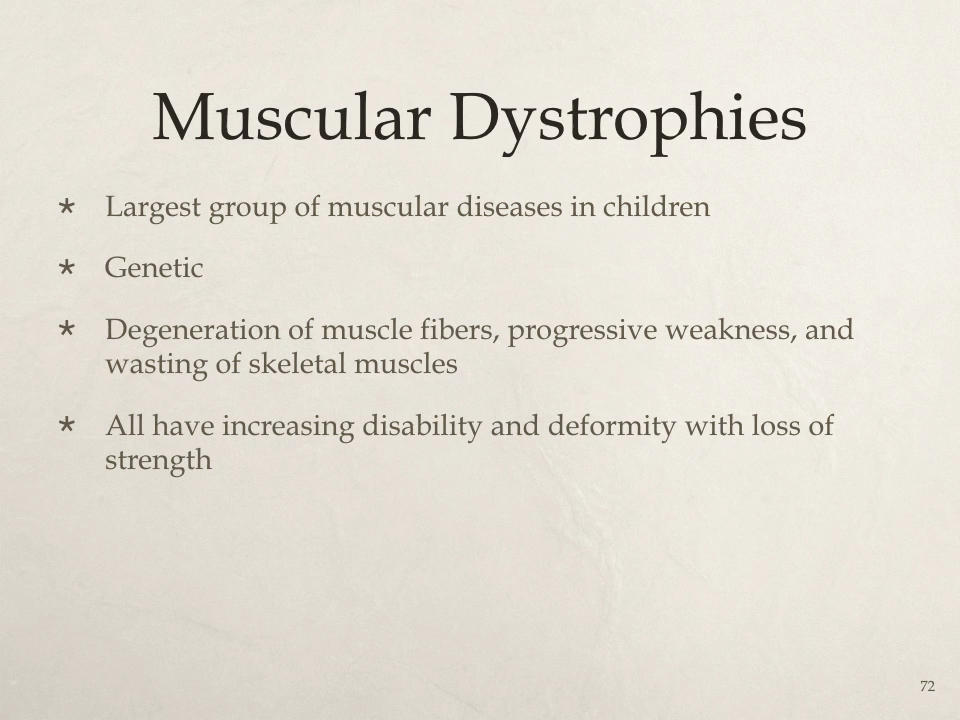 Muscular Dystrophies
* Largest group of muscular diseases in children
* Genetic
* Degeneration of muscle fibers, progressive weakness, and
wasting of skeletal muscles
* All have increasing disability and deformity with loss of
strength
72